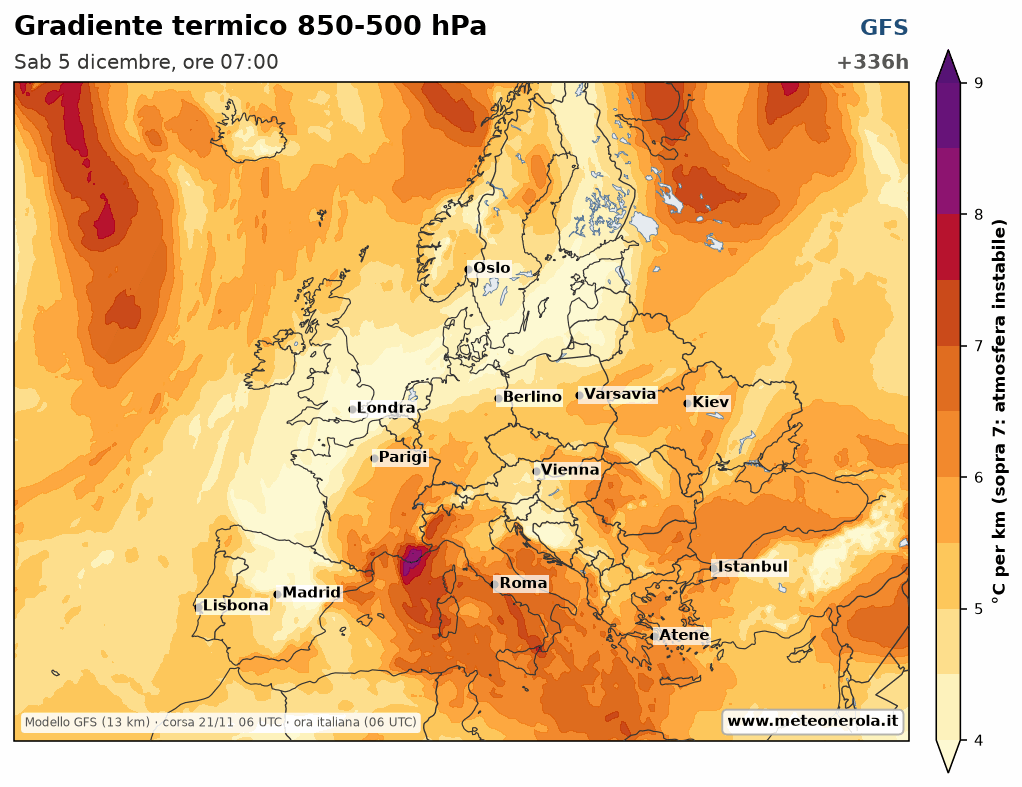 Gradiente termico 850-500 hPa
GFS
Sab 5 dicembre, ore 07:00
+336h
9
8
7
6
5
4
°C per km (sopra 7: atmosfera instabile)
Oslo
Berlino
Varsavia
Kiev
Londra
Parigi
Vienna
Istanbul
Roma
Madrid
Lisbona
Atene
Modello GFS (13 km) · corsa 21/11 06 UTC · ora italiana (06 UTC)
www.meteonerola.it